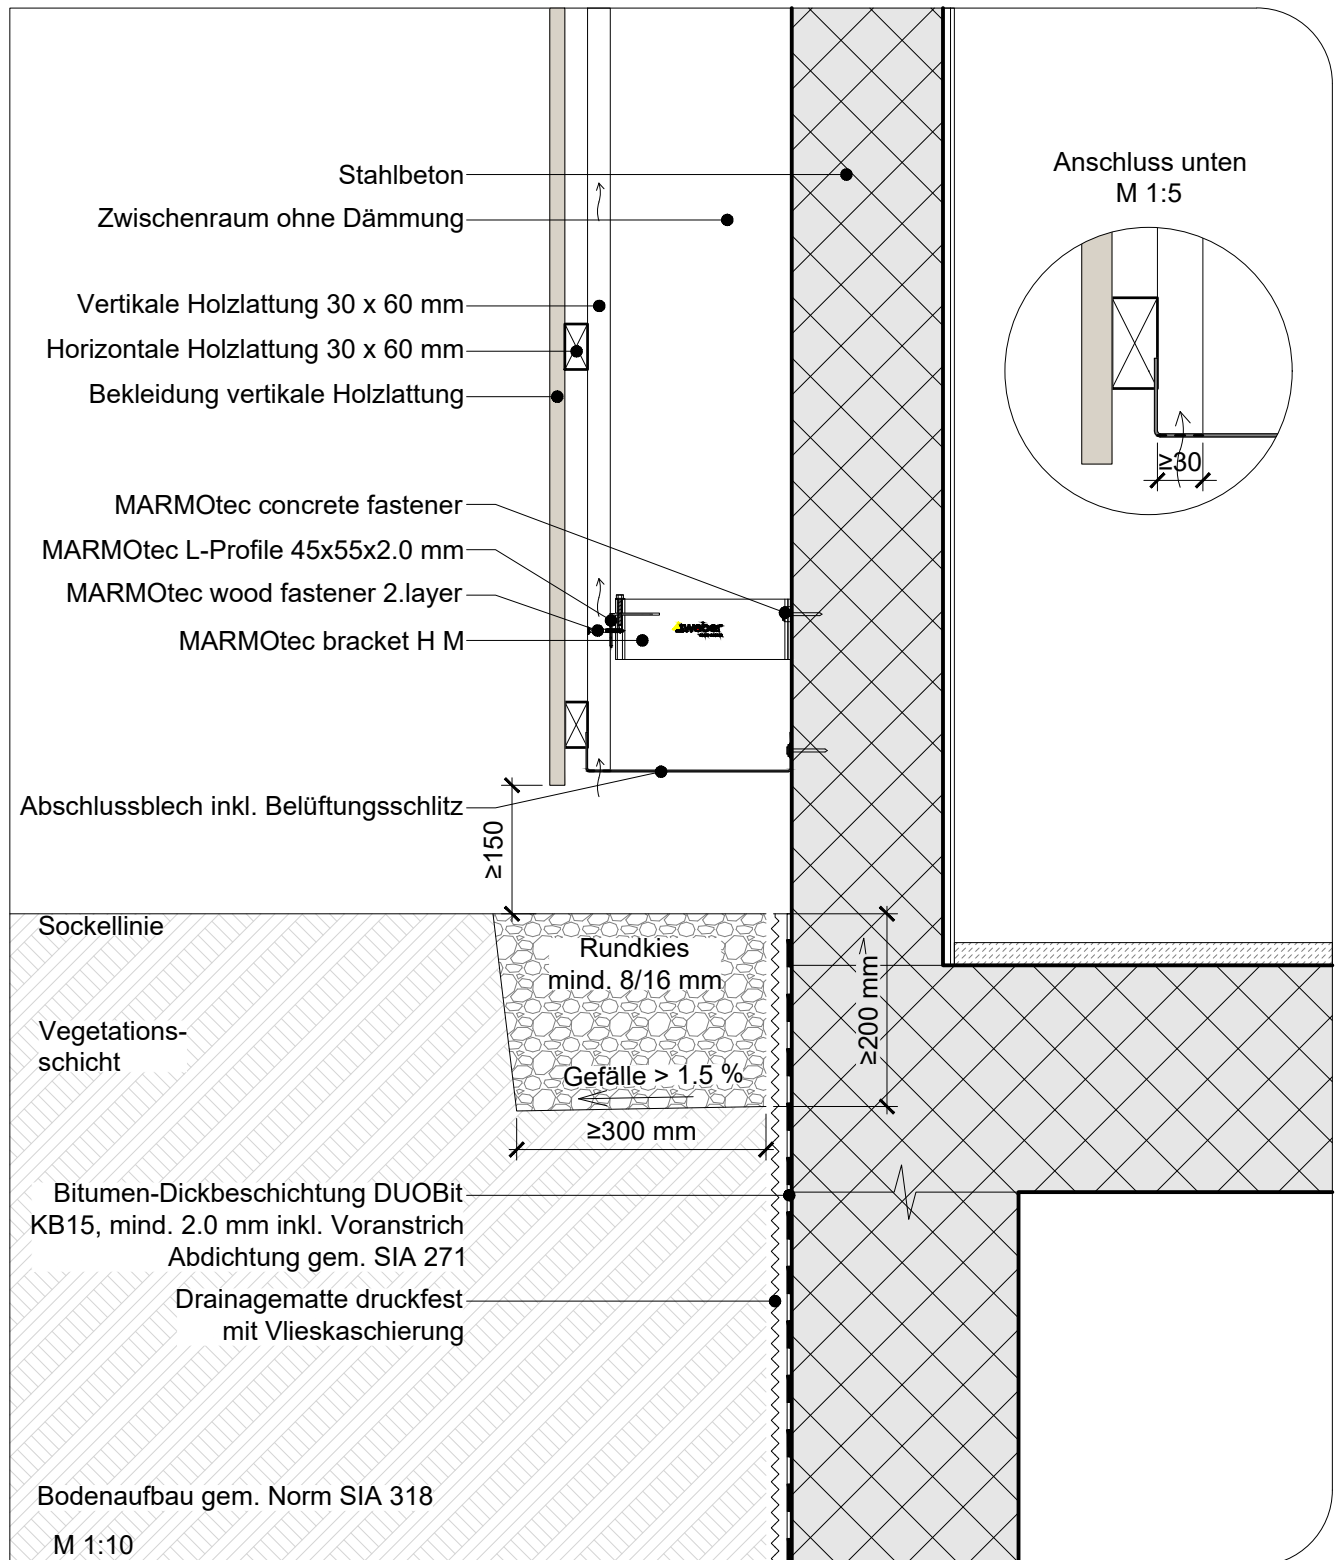 Stahlbeton
Zwischenraum ohne Dämmung
Vertikale Holzlattung 30 x 60 mm
Horizontale Holzlattung 30 x 60 mm
Bekleidung vertikale Holzlattung
MARMOtec concrete fastener
MARMOtec L-Profile 45x55x2.0 mm
MARMOtec wood fastener 2.layer
MARMOtec bracket H M
weber
Abschlussblech inkl. Belüftungsschlitz
≥150
Anschluss unten
M 1:5
≥30
Sockellinie
Rundkies
mind. 8/16 mm
Vegetations-
schicht
Gefälle > 1.5 %
≥200 mm
≥300 mm
Bitumen-Dickbeschichtung DUOBit
KB15, mind. 2.0 mm inkl. Voranstrich
Abdichtung gem. SIA 271
Drainagematte druckfest
mit Vlieskaschierung
Bodenaufbau gem. Norm SIA 318
M 1:10